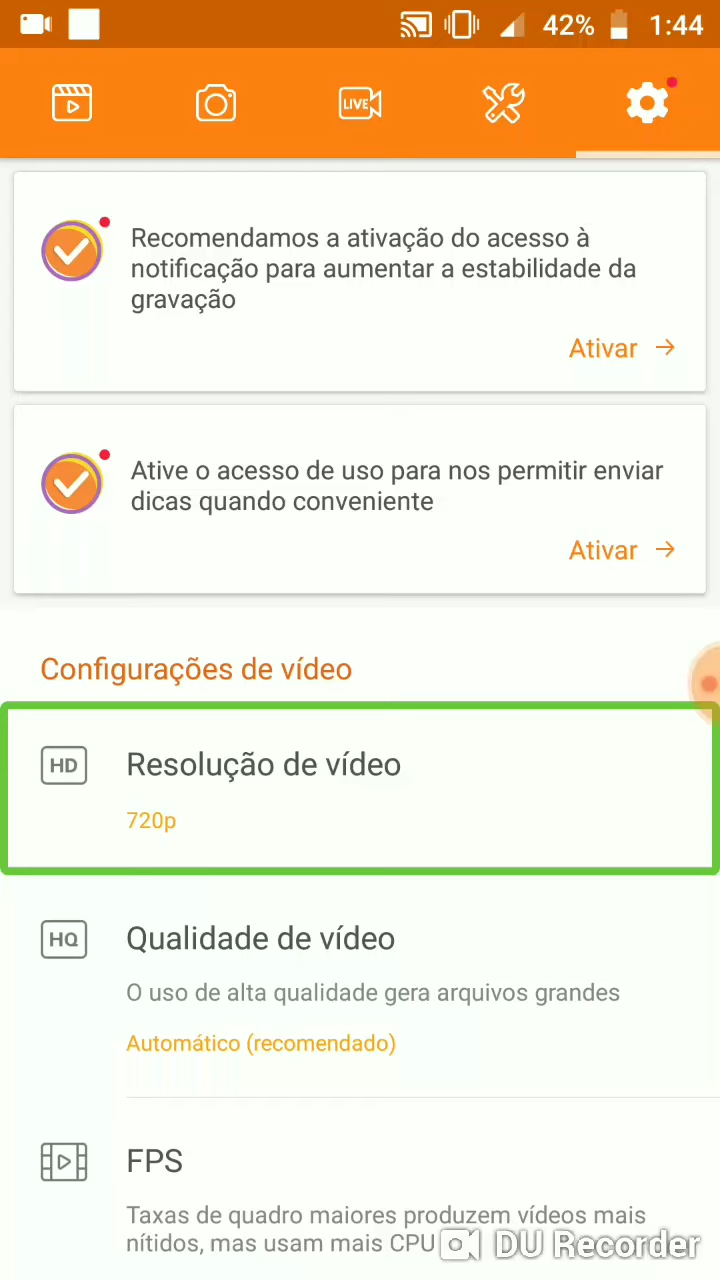 42% 1:44
LIVE
Recomendamos a ativação do acesso à
notificação para aumentar a estabilidade da
gravação
Ativar
Ative o acesso de uso para nos permitir enviar
dicas quando conveniente
Ativar
Configurações de vídeo
HD Resolução de vídeo
720p
HQ Qualidade de vídeo
O uso de alta qualidade gera arquivos grandes
Automático (recomendado)
FPS
Taxas de quadro maiores produzem vídeos mais
nítidos, mas usam mais CPU
DU Recorder